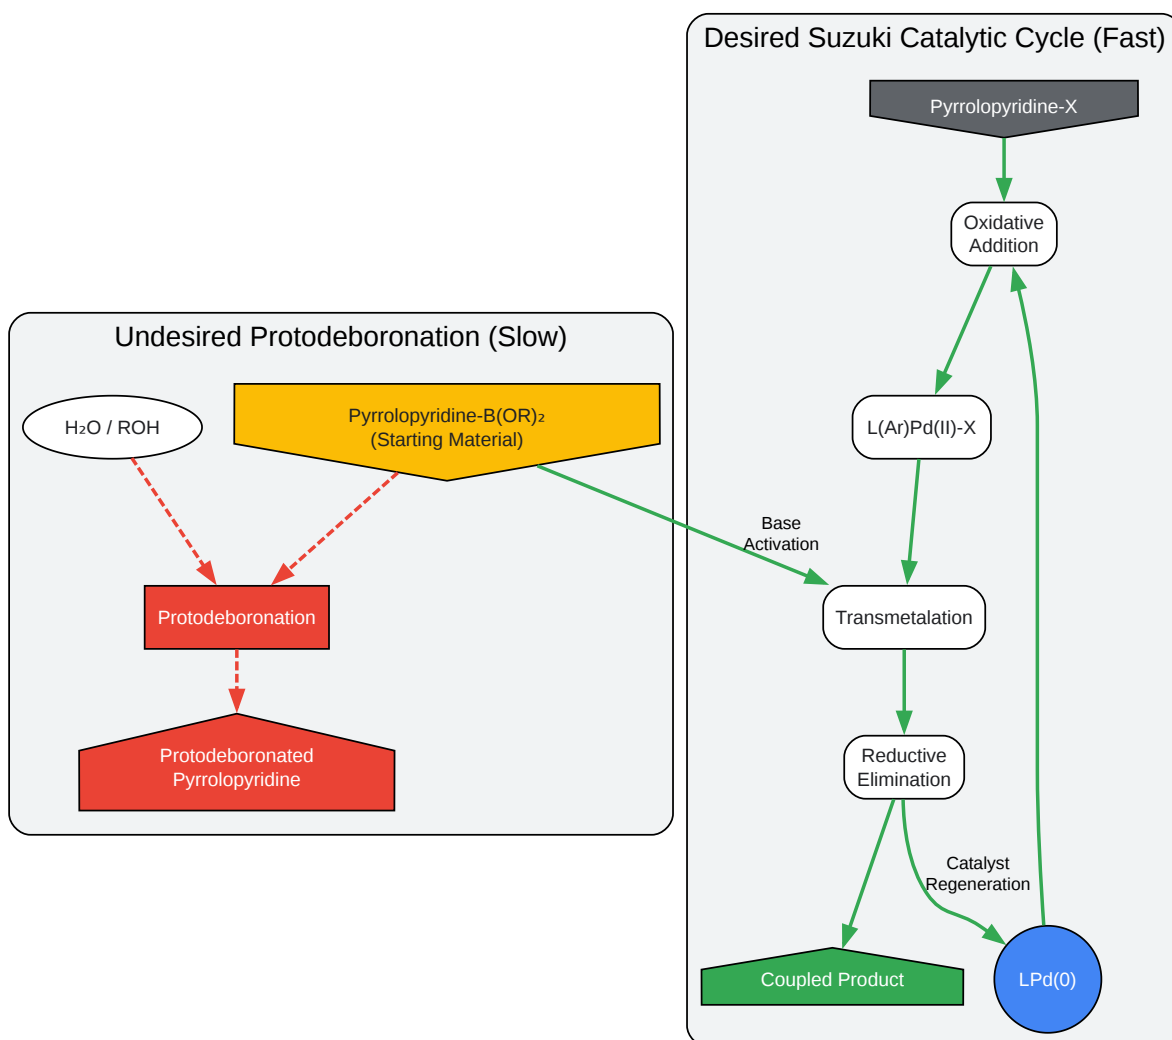 Desired Suzuki Catalytic Cycle (Fast)
Pyrrolopyridine-X
Oxidative
Addition
Undesired Protodeboronation (Slow)
H₂O / ROH
Pyrrolopyridine-B(OR)₂
(Starting Material)
L(Ar)Pd(II)-X
Base
Activation
Protodeboronation
Transmetalation
Protodeboronated
Pyrrolopyridine
Reductive
Elimination
Catalyst
Regeneration
Coupled Product
LPd(0)